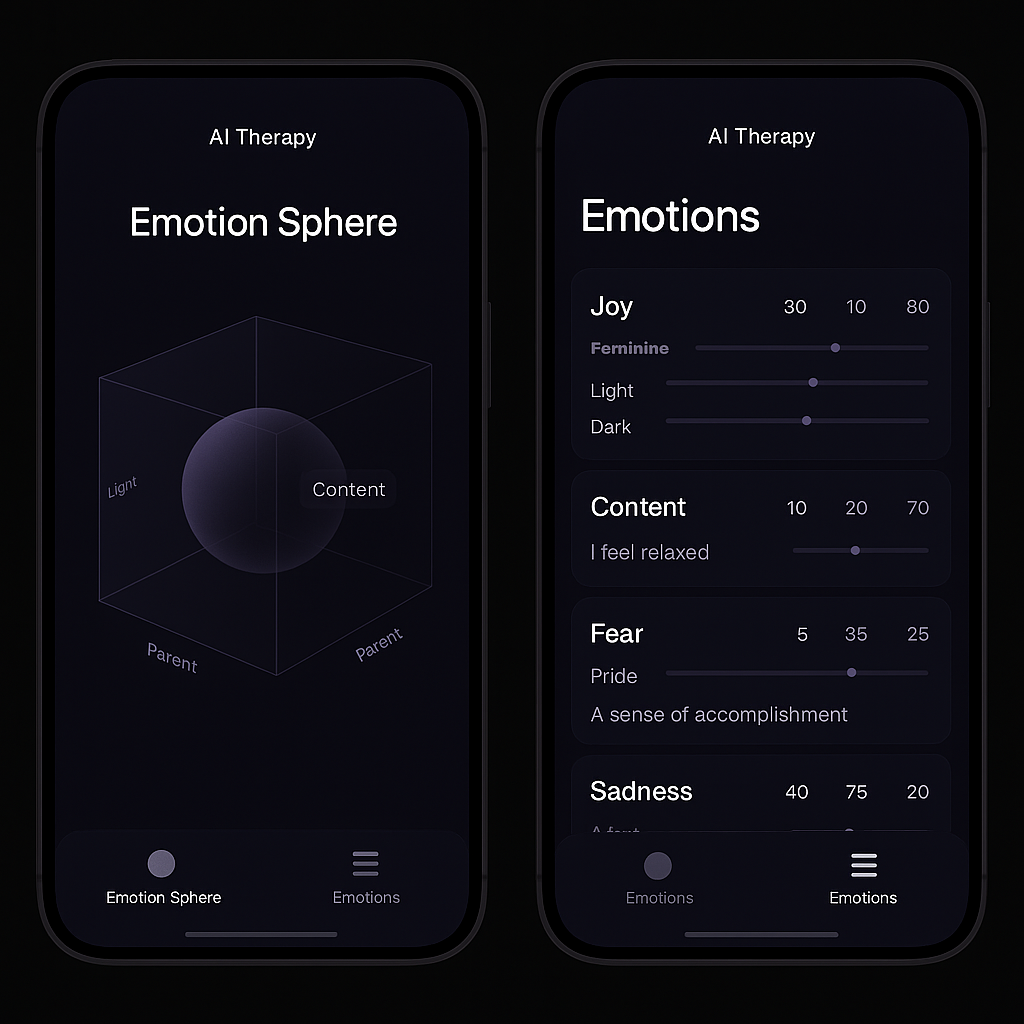 AI Therapy
Emotion Sphere
Light
Content
Parent
Parent
Emotion Sphere
Emotions
AI Therapy
Emotions
Joy 30 10 80
Ferninine
Light
Dark
Content 10 20 70
I feel relaxed
Fear 5 35 25
Pride
A sense of accomplishment
Sadness 40 75 20
Emotions
Emotions